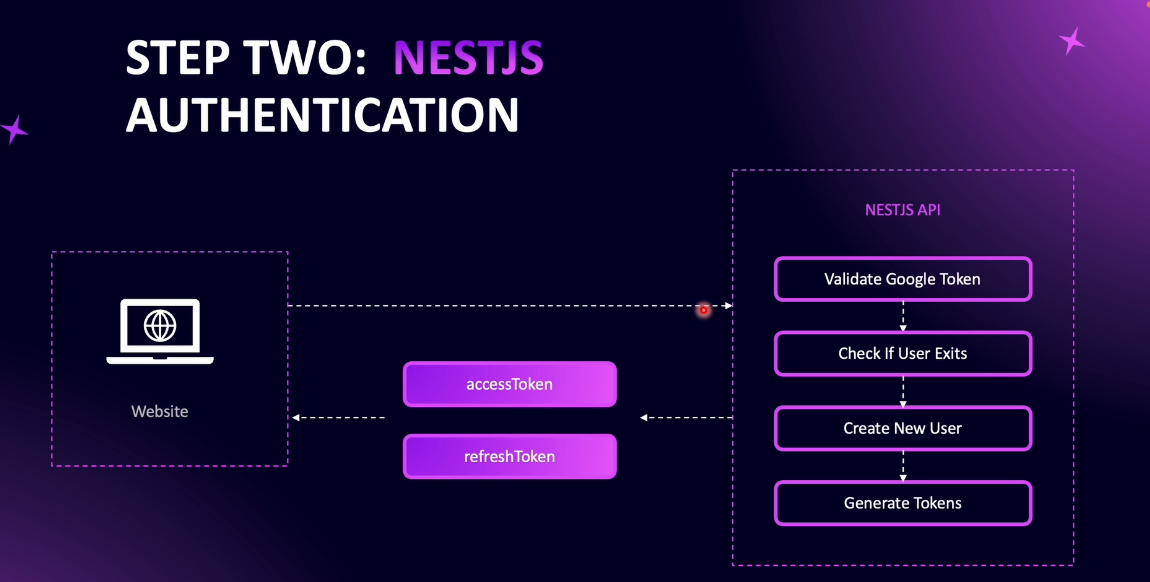 STEP TWO: NESTJS
AUTHENTICATION
NESTJS API
Validate Google Token
Check If User Exits
Create New User
Generate Tokens
accessToken
refreshToken
Website